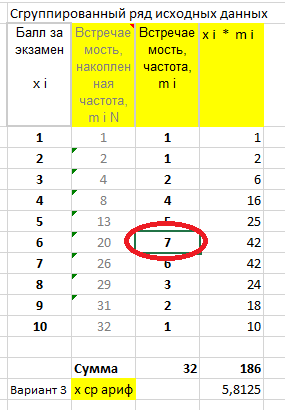 Сгруппированный ряд исходных данных
Балл за экзамен x i Встречаемость, накопленная частота, m i N Встречаемость, частота, m i x i * m i
1 1 1 1
2 2 1 2
3 4 2 6
4 8 4 16
5 13 5 25
6 20 7 42
7 26 6 42
8 29 3 24
9 31 2 18
10 32 1 10
Сумма 32 186
Вариант 3 x ср ариф 5,8125